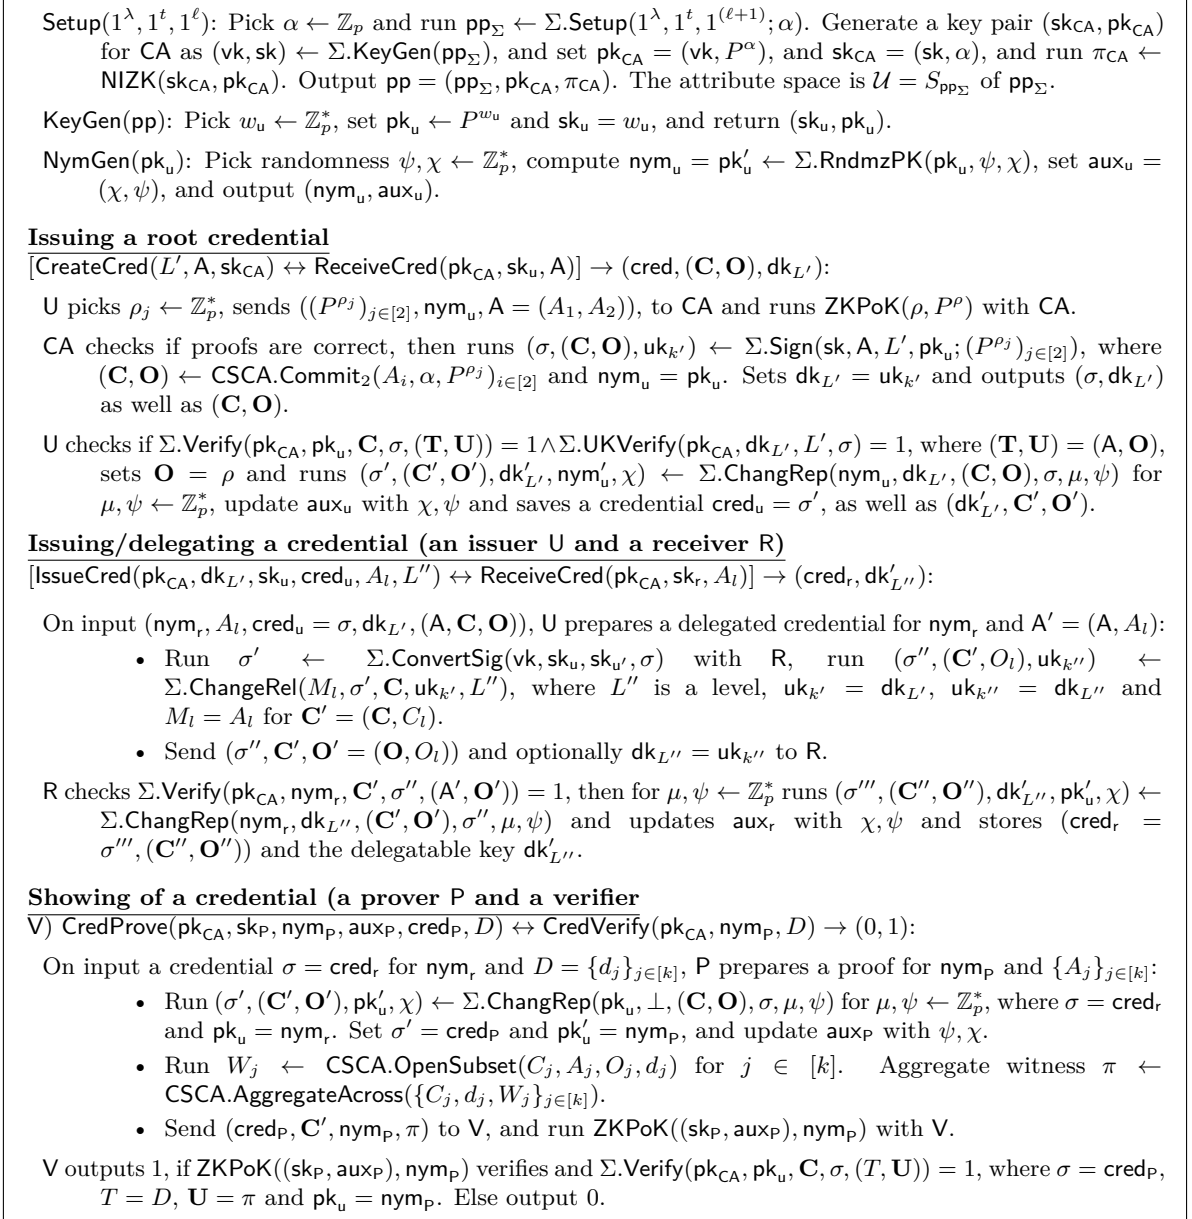 Setup(1^λ, 1^t, 1^ℓ): Pick α ← ℤ_p and run pp_Σ ← Σ.Setup(1^λ, 1^t, 1^(ℓ+1); α). Generate a key pair (sk_CA, pk_CA)
for CA as (vk, sk) ← Σ.KeyGen(pp_Σ), and set pk_CA = (vk, P^α), and sk_CA = (sk, α), and run π_CA ←
NIZK(sk_CA, pk_CA). Output pp = (pp_Σ, pk_CA, π_CA). The attribute space is 𝒰 = S_{pp_Σ} of pp_Σ.
KeyGen(pp): Pick w_u ← ℤ*_p, set pk_u ← P^{w_u} and sk_u = w_u, and return (sk_u, pk_u).
NymGen(pk_u): Pick randomness ψ, χ ← ℤ*_p, compute nym_u = pk′_u ← Σ.RndmzPK(pk_u, ψ, χ), set aux_u =
(χ, ψ), and output (nym_u, aux_u).
Issuing a root credential
[CreateCred(L′, A, sk_CA) ↔ ReceiveCred(pk_CA, sk_u, A)] → (cred, (C, O), dk_{L′}):
U picks ρ_j ← ℤ*_p, sends ((P^{ρ_j})_{j∈[2]}, nym_u, A = (A_1, A_2)), to CA and runs ZKPoK(ρ, P^ρ) with CA.
CA checks if proofs are correct, then runs (σ, (C, O), uk_{k′}) ← Σ.Sign(sk, A, L′, pk_u; (P^{ρ_j})_{j∈[2]}), where
(C, O) ← CSCA.Commit_2(A_i, α, P^{ρ_j})_{i∈[2]} and nym_u = pk_u. Sets dk_{L′} = uk_{k′} and outputs (σ, dk_{L′})
as well as (C, O).
U checks if Σ.Verify(pk_CA, pk_u, C, σ, (T, U)) = 1∧Σ.UKVerify(pk_CA, dk_{L′}, L′, σ) = 1, where (T, U) = (A, O),
sets O = ρ and runs (σ′, (C′, O′), dk′_{L′}, nym′_u, χ) ← Σ.ChangRep(nym_u, dk_{L′}, (C, O), σ, μ, ψ) for
μ, ψ ← ℤ*_p, update aux_u with χ, ψ and saves a credential cred_u = σ′, as well as (dk′_{L′}, C′, O′).
Issuing/delegating a credential (an issuer U and a receiver R)
[IssueCred(pk_CA, dk_{L′}, sk_u, cred_u, A_l, L″) ↔ ReceiveCred(pk_CA, sk_r, A_l)] → (cred_r, dk′_{L″}):
On input (nym_r, A_l, cred_u = σ, dk_{L′}, (A, C, O)), U prepares a delegated credential for nym_r and A′ = (A, A_l):
• Run σ′ ← Σ.ConvertSig(vk, sk_u, sk_{u′}, σ) with R, run (σ″, (C′, O_l), uk_{k″}) ←
Σ.ChangeRel(M_l, σ′, C, uk_{k′}, L″), where L″ is a level, uk_{k′} = dk_{L′}, uk_{k″} = dk_{L″} and
M_l = A_l for C′ = (C, C_l).
• Send (σ″, C′, O′ = (O, O_l)) and optionally dk_{L″} = uk_{k″} to R.
R checks Σ.Verify(pk_CA, nym_r, C′, σ″, (A′, O′)) = 1, then for μ, ψ ← ℤ*_p runs (σ‴, (C″, O″), dk′_{L″}, pk′_u, χ) ←
Σ.ChangRep(nym_r, dk_{L″}, (C′, O′), σ″, μ, ψ) and updates aux_r with χ, ψ and stores (cred_r =
σ‴, (C″, O″)) and the delegatable key dk′_{L″}.
Showing of a credential (a prover P and a verifier
V) CredProve(pk_CA, sk_P, nym_P, aux_P, cred_P, D) ↔ CredVerify(pk_CA, nym_P, D) → (0, 1):
On input a credential σ = cred_r for nym_r and D = {d_j}_{j∈[k]}, P prepares a proof for nym_P and {A_j}_{j∈[k]}:
• Run (σ′, (C′, O′), pk′_u, χ) ← Σ.ChangRep(pk_u, ⊥, (C, O), σ, μ, ψ) for μ, ψ ← ℤ*_p, where σ = cred_r
and pk_u = nym_r. Set σ′ = cred_P and pk′_u = nym_P, and update aux_P with ψ, χ.
• Run W_j ← CSCA.OpenSubset(C_j, A_j, O_j, d_j) for j ∈ [k]. Aggregate witness π ←
CSCA.AggregateAcross({C_j, d_j, W_j}_{j∈[k]}).
• Send (cred_P, C′, nym_P, π) to V, and run ZKPoK((sk_P, aux_P), nym_P) with V.
V outputs 1, if ZKPoK((sk_P, aux_P), nym_P) verifies and Σ.Verify(pk_CA, pk_u, C, σ, (T, U)) = 1, where σ = cred_P,
T = D, U = π and pk_u = nym_P. Else output 0.